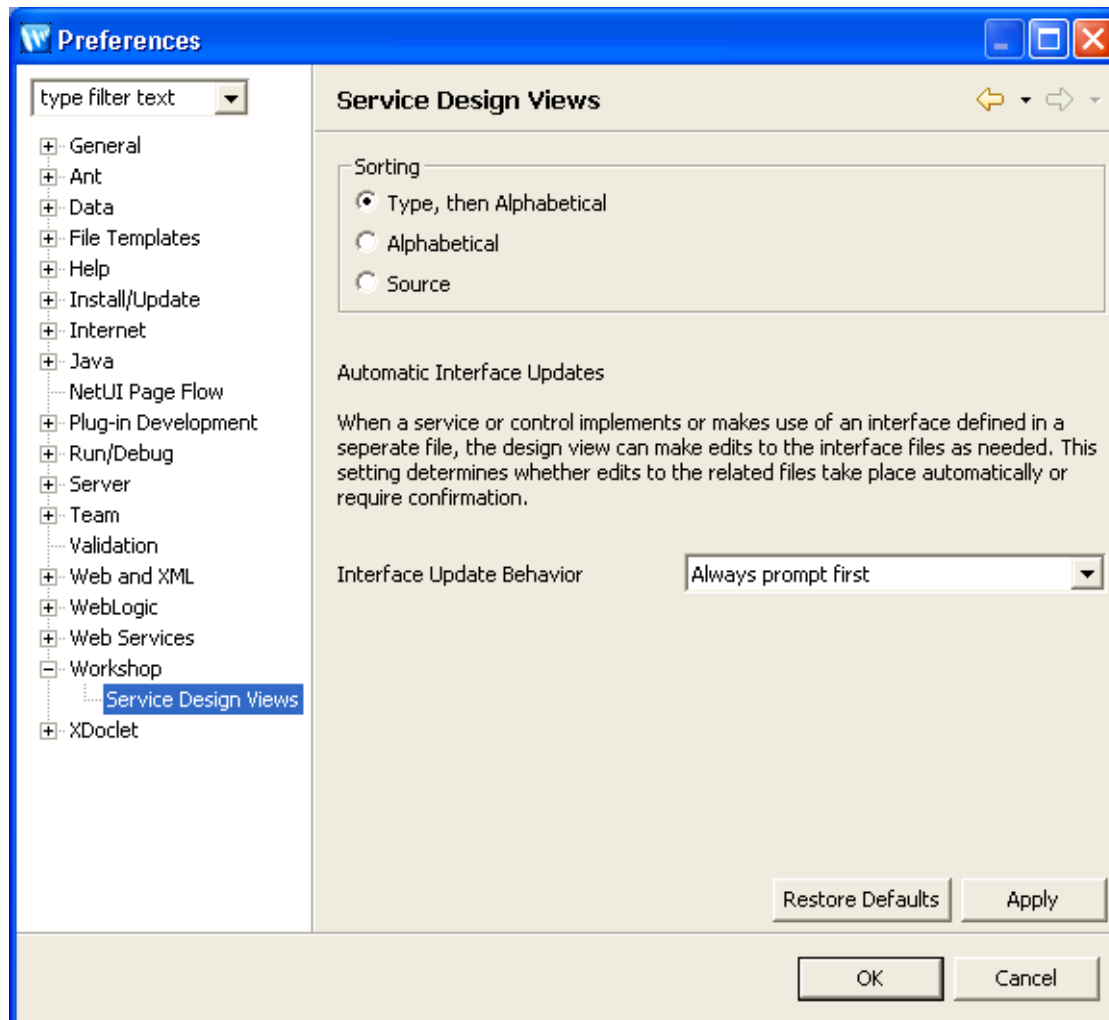 Preferences
type filter text
General
Ant
Data
File Templates
Help
Install/Update
Internet
Java
NetUI Page Flow
Plug-in Development
Run/Debug
Server
Team
Validation
Web and XML
WebLogic
Web Services
Workshop
Service Design Views
XDoclet
Service Design Views
Sorting
Type, then Alphabetical
Alphabetical
Source
Automatic Interface Updates
When a service or control implements or makes use of an interface defined in a
seperate file, the design view can make edits to the interface files as needed. This
setting determines whether edits to the related files take place automatically or
require confirmation.
Interface Update Behavior
Always prompt first
Restore Defaults
Apply
OK
Cancel